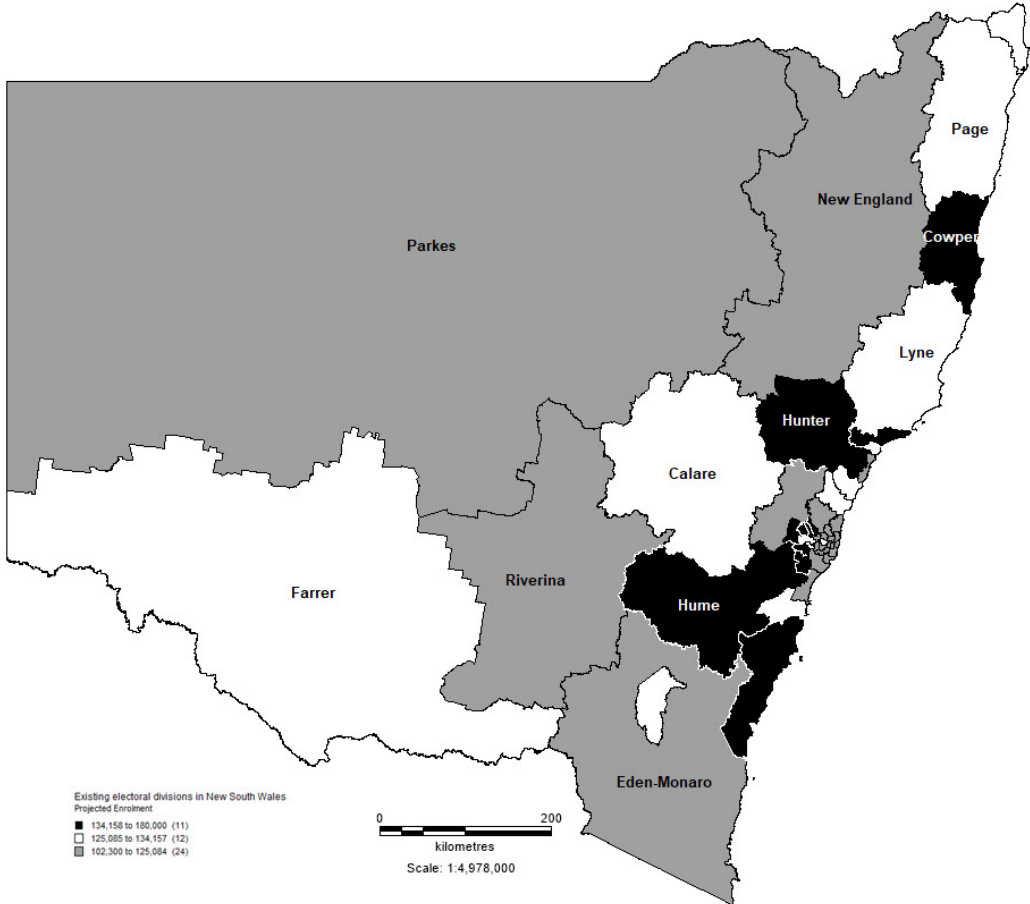 Page
New England
Cowper
Parkes
Lyne
Hunter
Calare
Riverina
Farrer
Hume
Eden-Monaro
Existing electoral divisions in New South Wales
Projected Enrolment
134,158 to 180,000 (11)
125,085 to 134,157 (12)
102,300 to 125,084 (24)
0 200
kilometres
Scale: 1:4,978,000